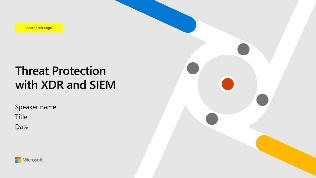 Threat Protection
with XDR and SIEM
Speaker name
Title
Date
Microsoft